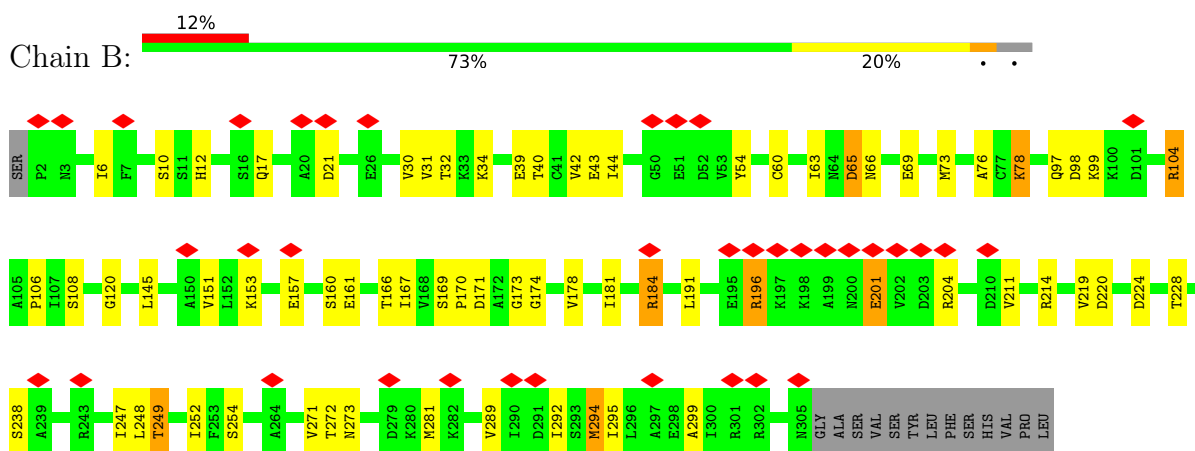 12%
Chain B:
73% 20% • •
SER P2 N3 I6 F7 S10 S11 H12 S16 Q17 A20 D21 E26 V30 V31 T32 K33 K34 E39 T40 C41 V42 E43 I44 G50 E51 D52 V53 Y54 C60 I63 N64 D65 N66 E69 M73 A76 C77 K78 Q97 D98 K99 K100 D101 R104
A105 P106 I107 S108 G120 L145 A150 V151 L152 K153 E157 S160 E161 T166 I167 V168 S169 P170 D171 A172 G173 G174 V178 I181 R184 L191 E195 R196 K197 K198 A199 N200 E201 V202 D203 R204 D210 V211 R214 V219 D220 D224 T228
S238 A239 R243 I247 L248 T249 I252 F253 S254 A264 V271 T272 N273 D279 K280 M281 K282 V289 I290 D291 I292 S293 M294 I295 L296 A297 E298 A299 I300 R301 R302 N305 GLY ALA SER VAL SER TYR LEU PHE SER HIS VAL PRO LEU